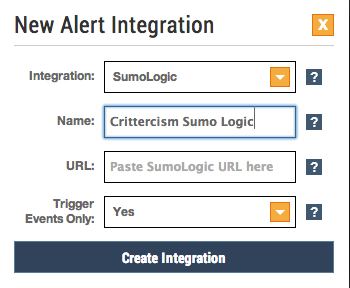 New Alert Integration
X
Integration: SumoLogic ?
Name: Crittercism Sumo Logic ?
URL: Paste SumoLogic URL here ?
Trigger
Events Only: Yes ?
Create Integration